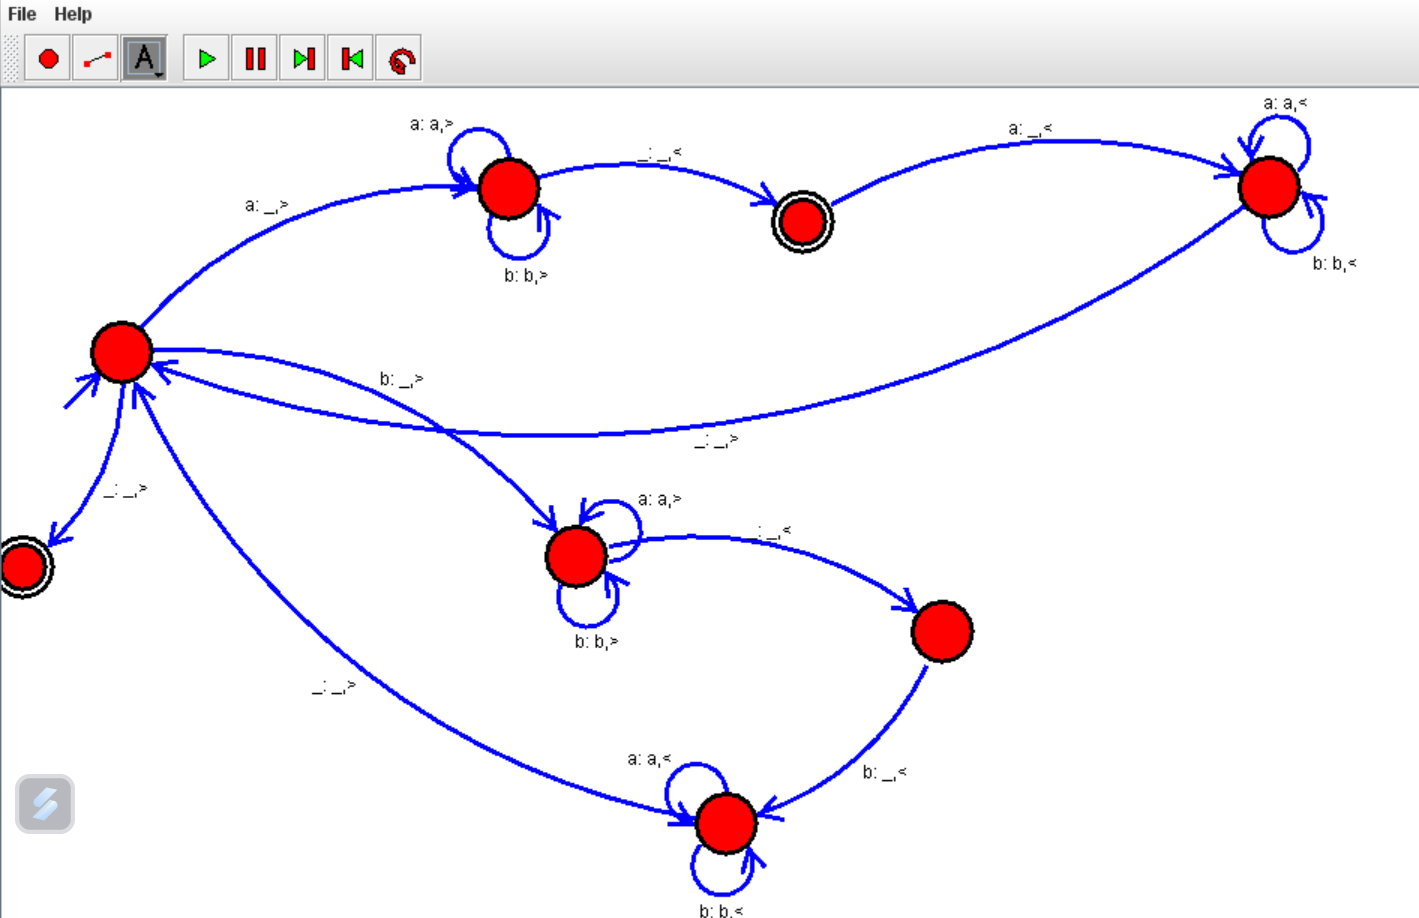 File Help
A
a: a,>
_: _,<
a: _,<
a: a,<
a: _,>
b: b,>
b: b,<
b: _,>
_: _,>
_: _,>
a: a,>
_: _,<
b: b,>
_: _,>
a: a,<
b: _,<
b: b,<